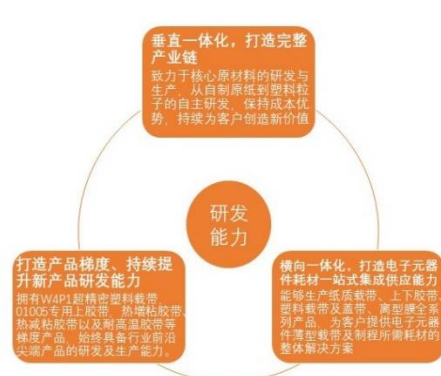 垂直一体化，打造完整
产业链
致力于核心原材料的研发与
生产，从自制原纸到塑料粒
子的自主研发，保持成本优
势，持续为客户创造新价值
研发
能力
打造产品梯度、持续提
升新产品研发能力
拥有W4P1超精密塑料载带、
01005专用上胶带、热增粘胶带、
热减粘胶带以及耐高温胶带等
梯度产品，始终具备行业前沿
尖端产品的研发及生产能力。
横向一体化，打造电子元器
件耗材一站式集成供应能力
能够生产纸质载带、上下胶带、
塑料载带及盖带、离型膜全系
列产品，为客户提供电子元器
件薄型载带及制程所需耗材的
整体解决方案